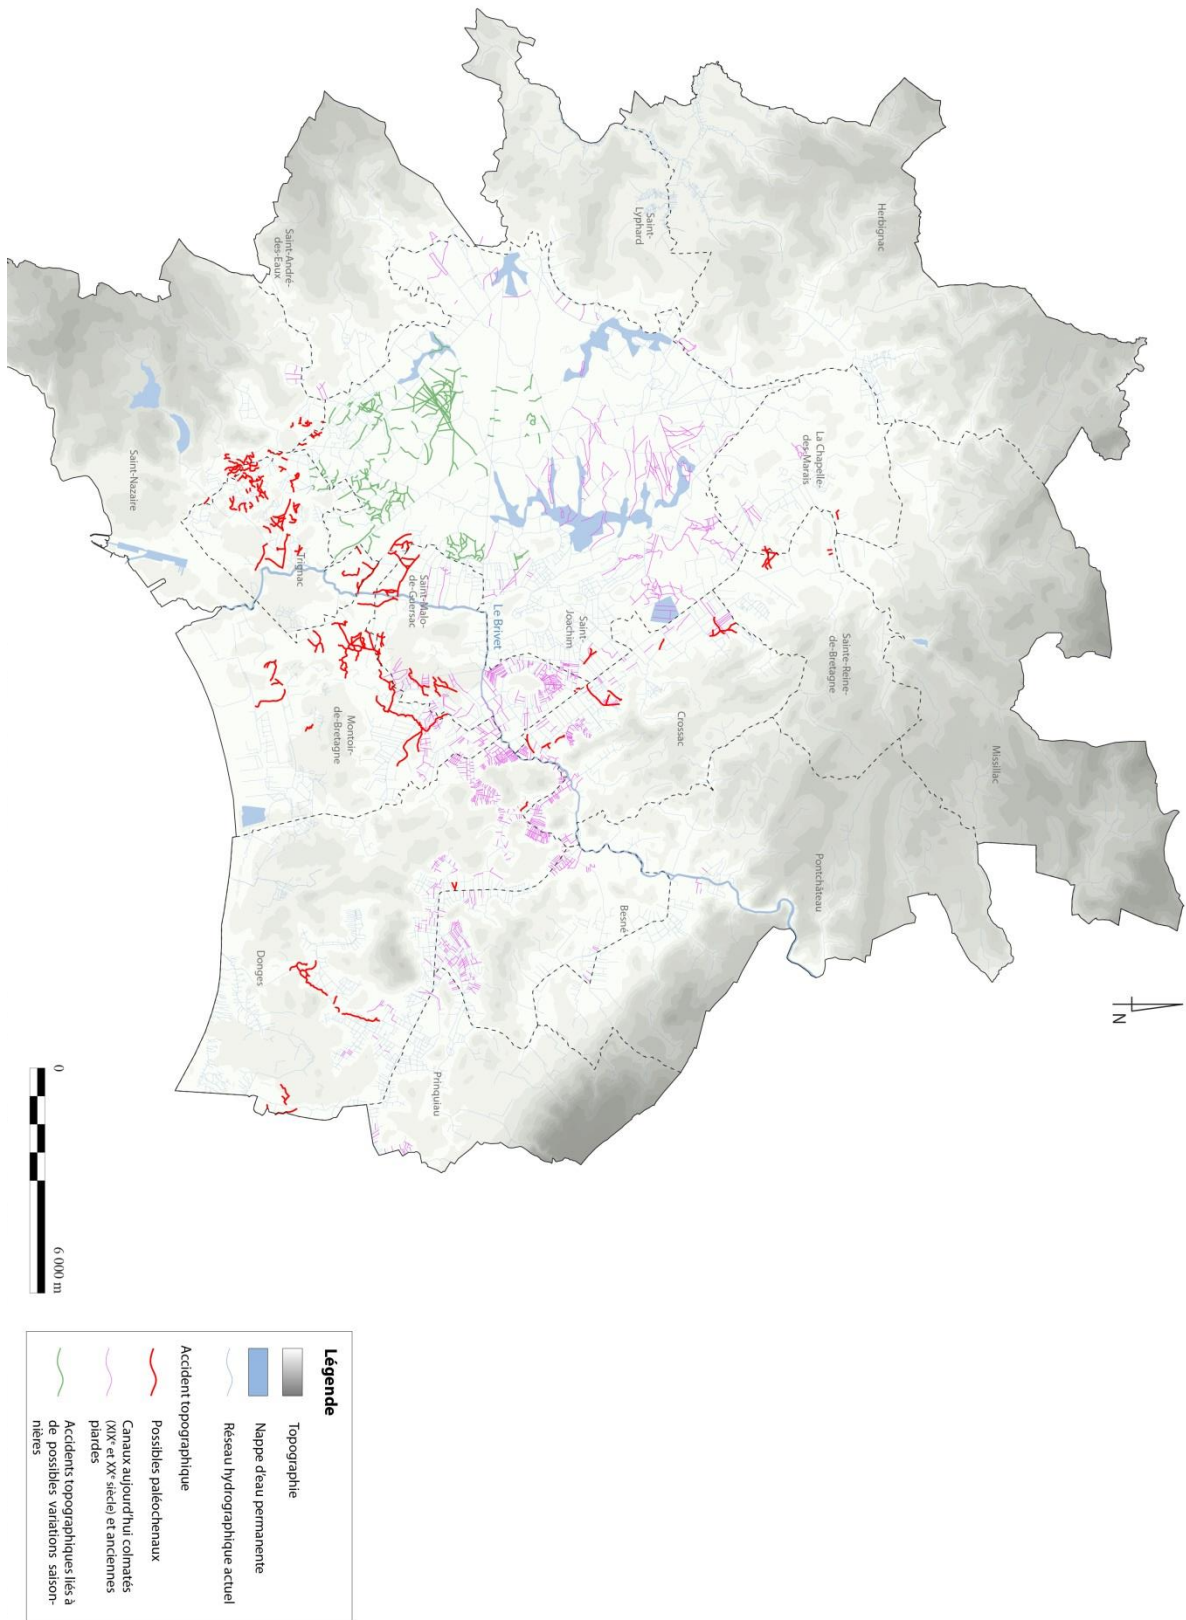 Herbignac
Missillac
Saint-
Lyphard
La Chapelle-
des-Marais
Sainte-Reine-
de-Bretagne
Pontchâteau
Crossac
Saint-
Joachim
Besné
Le Brivet
Saint-André-
des-Eaux
Saint-Malo-
de-Guersac
Prinquiau
Montoir-
de-Bretagne
Trignac
Donges
Saint-Nazaire
N
0
6 000 m
Légende
Topographie
Nappe d'eau permanente
Réseau hydrographique actuel
Accident topographique
Possibles paléochenaux
Canaux aujourd'hui colmatés
(XIXe et XXe siècle) et anciennes
piardes
Accidents topographiques liés à
de possibles variations saison-
nières